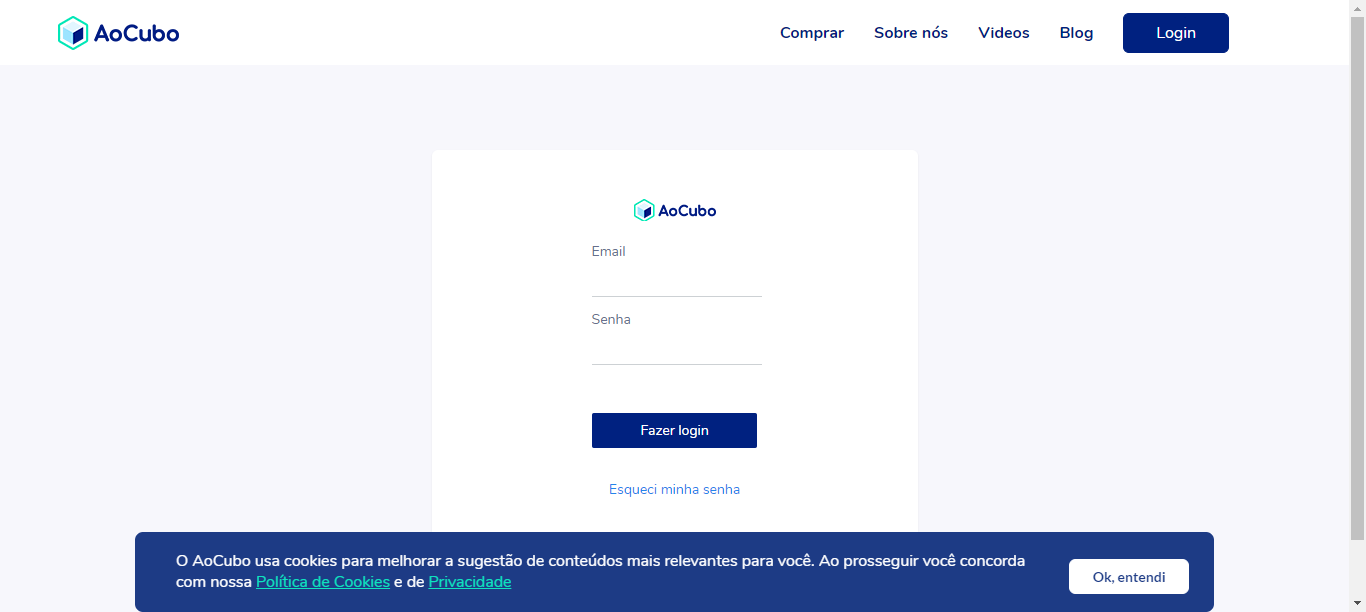 AoCubo
Comprar
Sobre nós
Videos
Blog
Login
AoCubo
Email
Senha
Fazer login
Esqueci minha senha
O AoCubo usa cookies para melhorar a sugestão de conteúdos mais relevantes para você. Ao prosseguir você concorda
com nossa Política de Cookies e de Privacidade
Ok, entendi